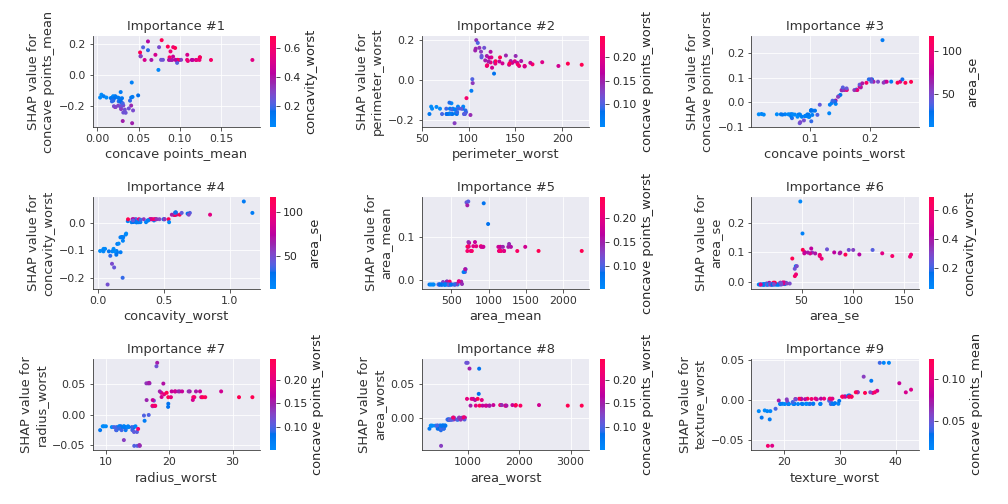 Importance #1
SHAP value for
concave points_mean
0.2
0.0
−0.2
0.00 0.05 0.10 0.15
concave points_mean
0.6
0.4
0.2
concavity_worst
Importance #2
SHAP value for
perimeter_worst
0.2
0.0
−0.2
50 100 150 200
perimeter_worst
0.20
0.15
0.10
concave points_worst
Importance #3
SHAP value for
concave points_worst
0.2
0.1
0.0
−0.1
0.1 0.2
concave points_worst
100
50
area_se
Importance #4
SHAP value for
concavity_worst
0.0
−0.1
−0.2
0.0 0.5 1.0
concavity_worst
100
50
area_se
Importance #5
SHAP value for
area_mean
0.1
0.0
500 1000 1500 2000
area_mean
0.20
0.15
0.10
concave points_worst
Importance #6
SHAP value for
area_se
0.2
0.1
0.0
50 100 150
area_se
0.6
0.4
0.2
concavity_worst
Importance #7
SHAP value for
radius_worst
0.05
0.00
−0.05
10 20 30
radius_worst
0.20
0.15
0.10
concave points_worst
Importance #8
SHAP value for
area_worst
0.05
0.00
1000 2000 3000
area_worst
0.20
0.15
0.10
concave points_worst
Importance #9
SHAP value for
texture_worst
0.05
0.00
−0.05
20 30 40
texture_worst
0.10
0.05
concave points_mean